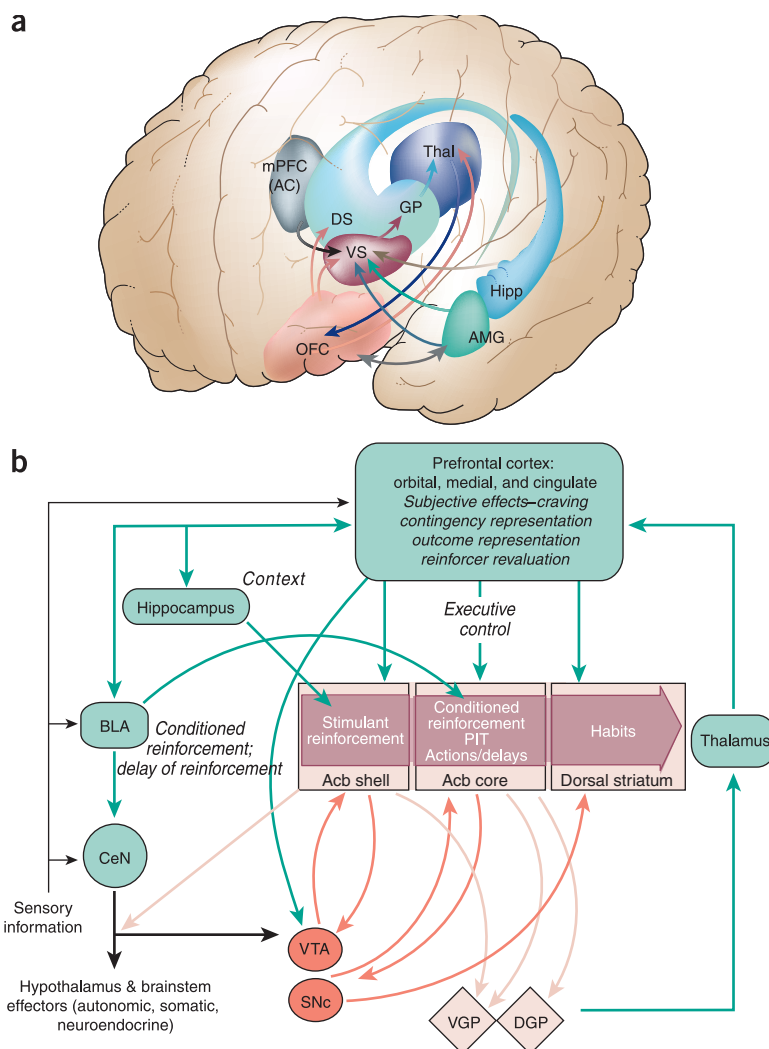 a
mPFC
(AC)
Thal
DS
GP
VS
Hipp
OFC
AMG
b
Prefrontal cortex:
orbital, medial, and cingulate
Subjective effects–craving
contingency representation
outcome representation
reinforcer revaluation
Context
Hippocampus
Executive
control
BLA
Conditioned
reinforcement;
delay of reinforcement
Stimulant
reinforcement
Conditioned
reinforcement
PIT
Actions/delays
Habits
Thalamus
Acb shell
Acb core
Dorsal striatum
CeN
Sensory
information
VTA
Hypothalamus & brainstem
effectors (autonomic, somatic,
neuroendocrine)
SNc
VGP
DGP